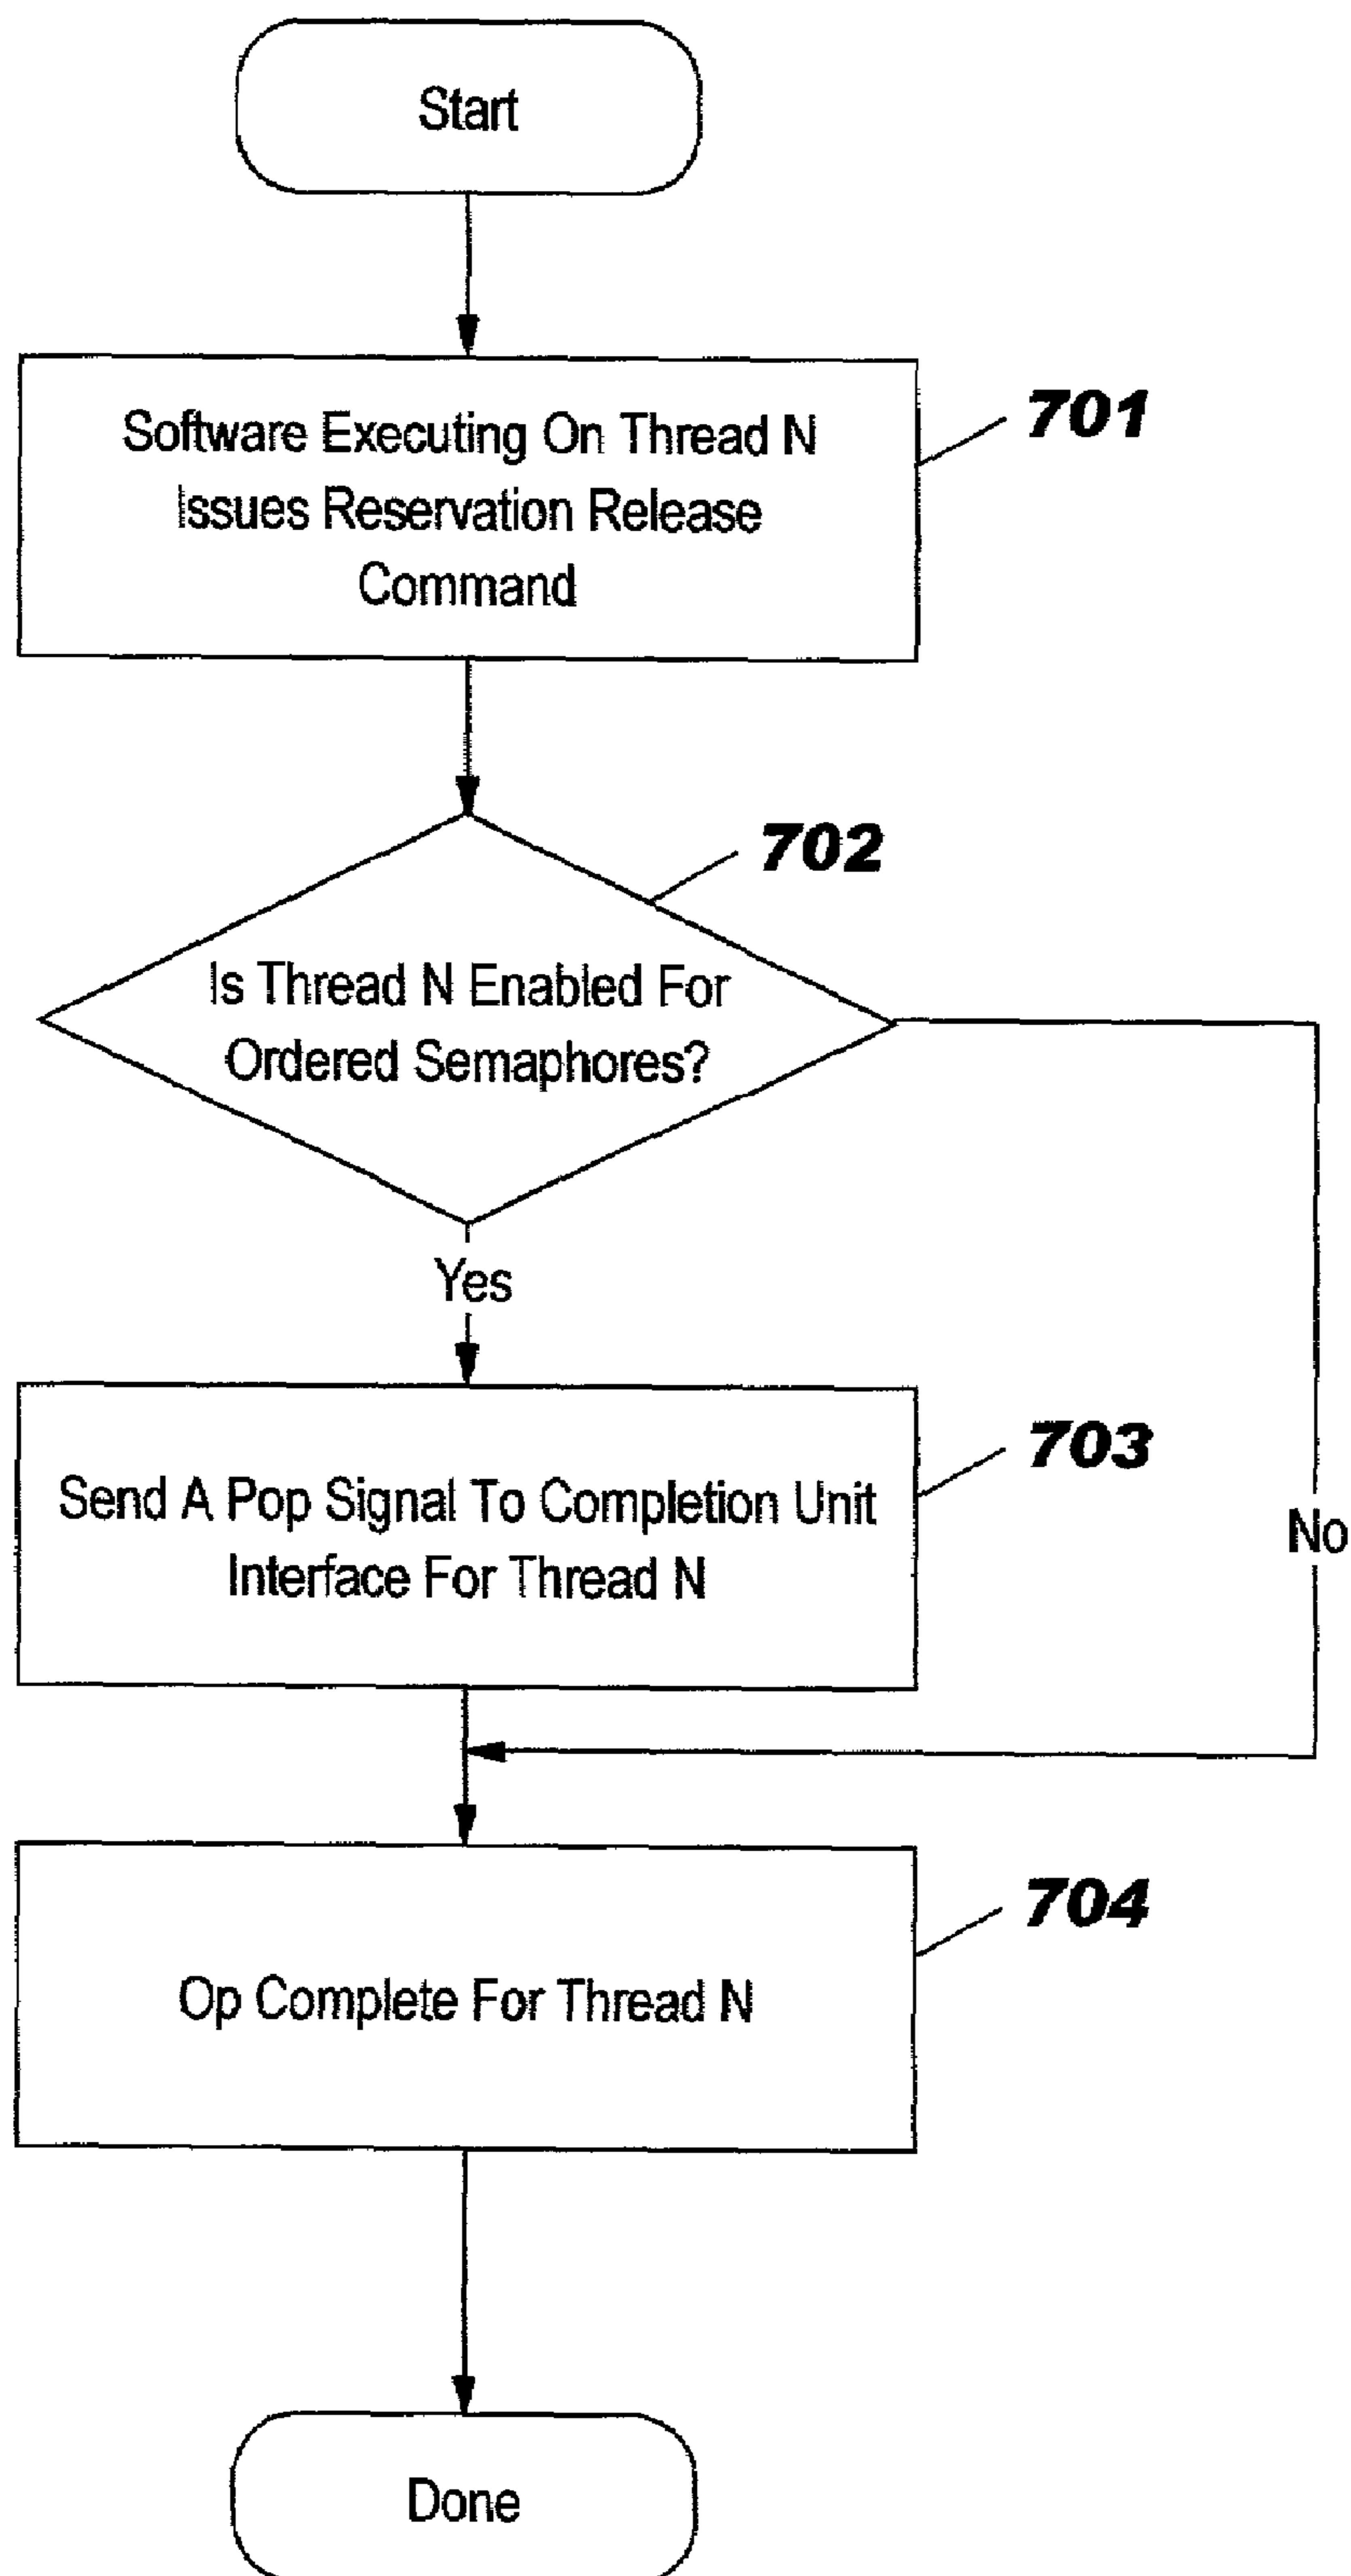 Start
Software Executing On Thread N
Issues Reservation Release
Command
701
702
Is Thread N Enabled For
Ordered Semaphores?
Yes
703
Send A Pop Signal To Completion Unit
Interface For Thread N
No
704
Op Complete For Thread N
Done